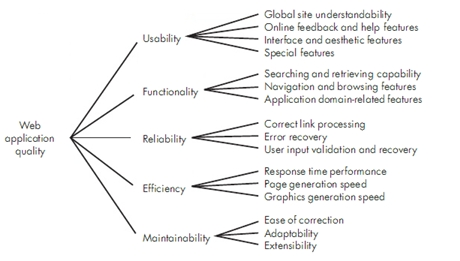 Web
application
quality
Usability
Global site understandability
Online feedback and help features
Interface and aesthetic features
Special features
Functionality
Searching and retrieving capability
Navigation and browsing features
Application domain-related features
Reliability
Correct link processing
Error recovery
User input validation and recovery
Efficiency
Response time performance
Page generation speed
Graphics generation speed
Maintainability
Ease of correction
Adaptability
Extensibility